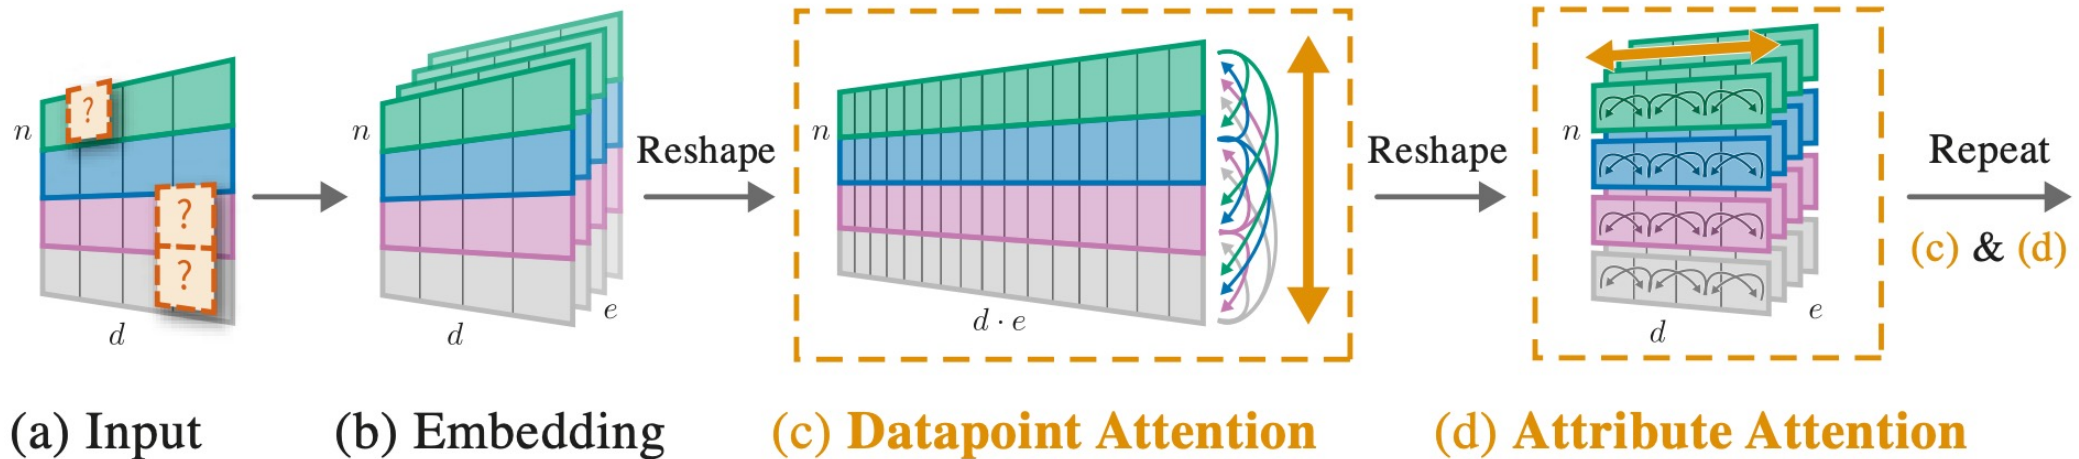 ?
?
?
n
d
n
d
e
Reshape
n
d · e
Reshape
n
d
e
Repeat
(c) & (d)
(a) Input
(b) Embedding
(c) Datapoint Attention
(d) Attribute Attention